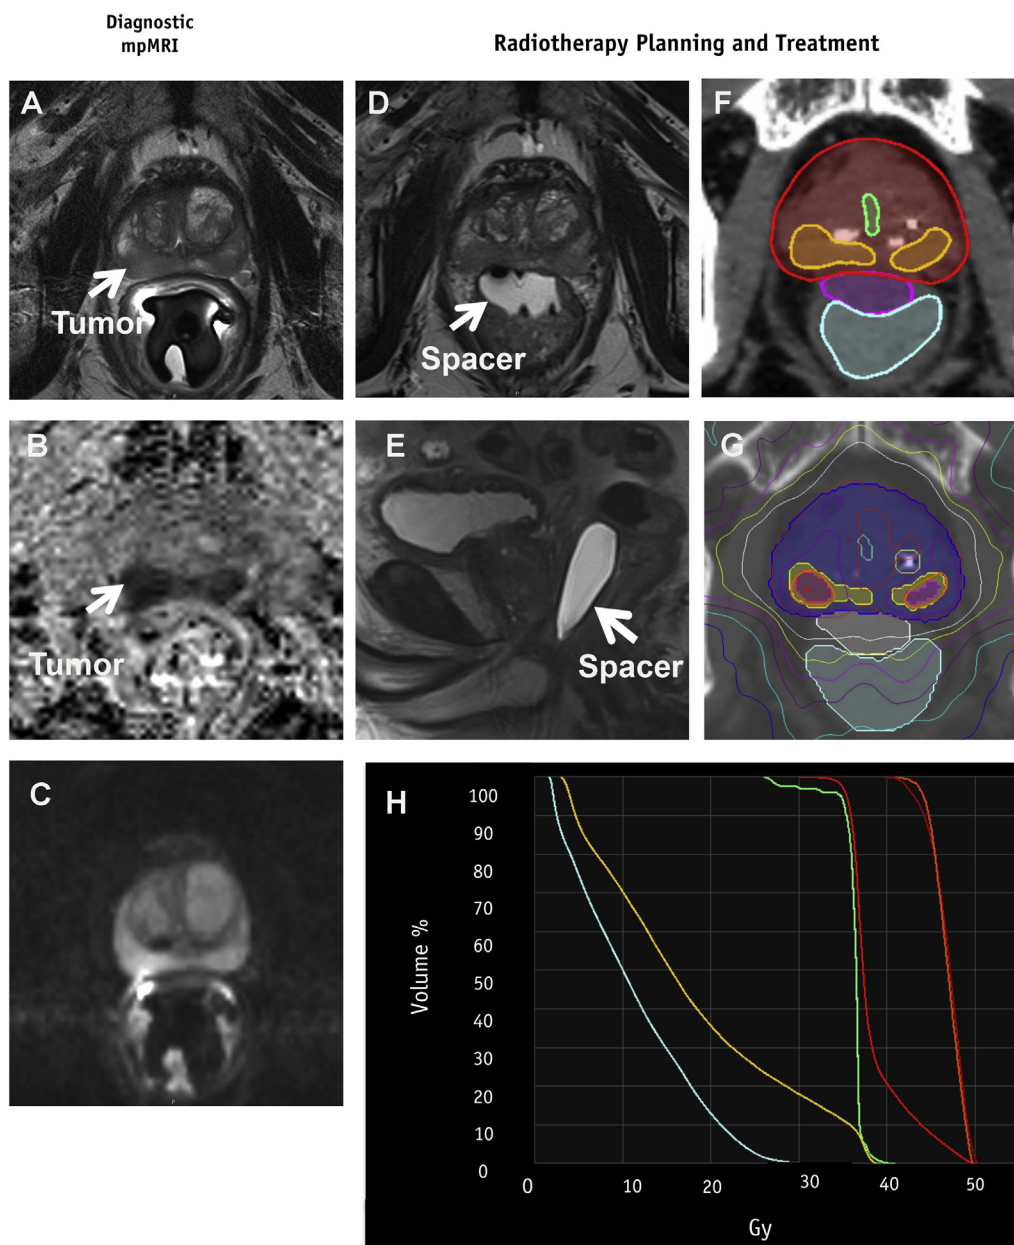 Diagnostic
mpMRI
Radiotherapy Planning and Treatment
A
Tumor
D
Spacer
F
B
Tumor
E
Spacer
G
C
H
100
90
80
70
60
50
40
30
20
10
0
Volume %
0
10
20
30
40
50
Gy